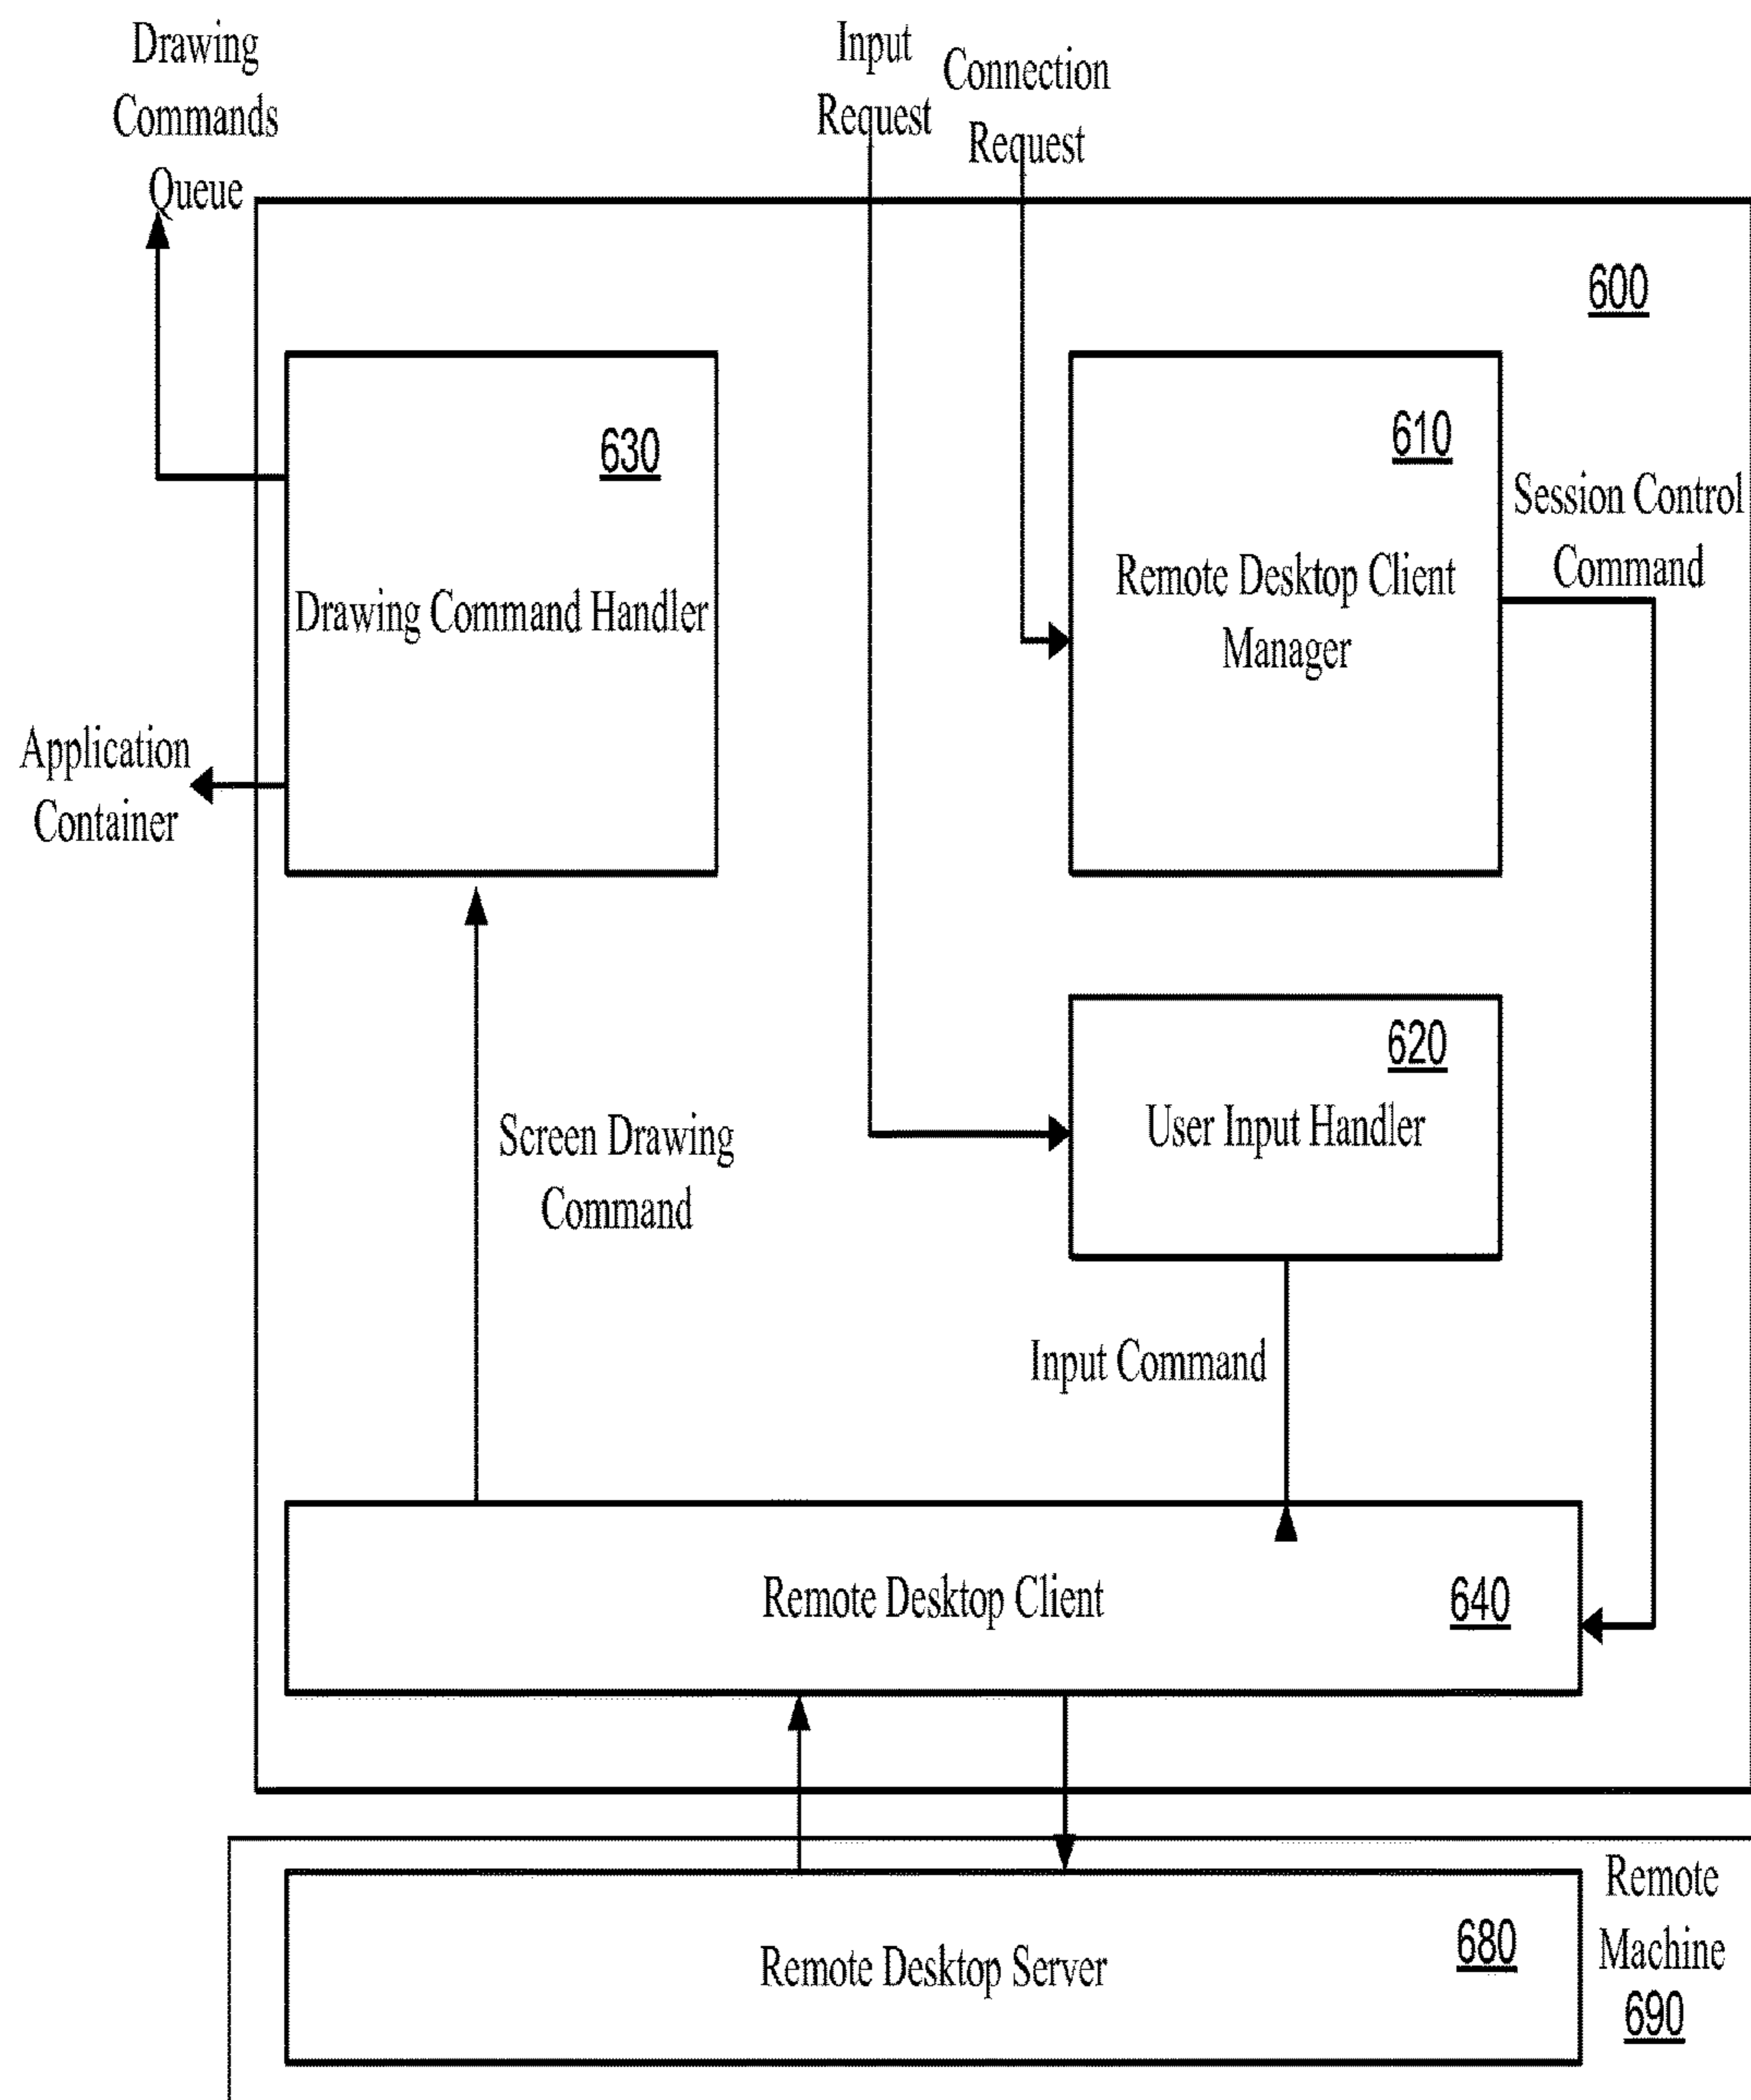 Drawing
Commands
Queue
Input
Request
Connection
Request
600
630
Drawing Command Handler
610
Remote Desktop Client
Manager
Session Control
Command
Application
Container
620
User Input Handler
Screen Drawing
Command
Input Command
Remote Desktop Client
640
Remote Desktop Server
680
Remote
Machine
690